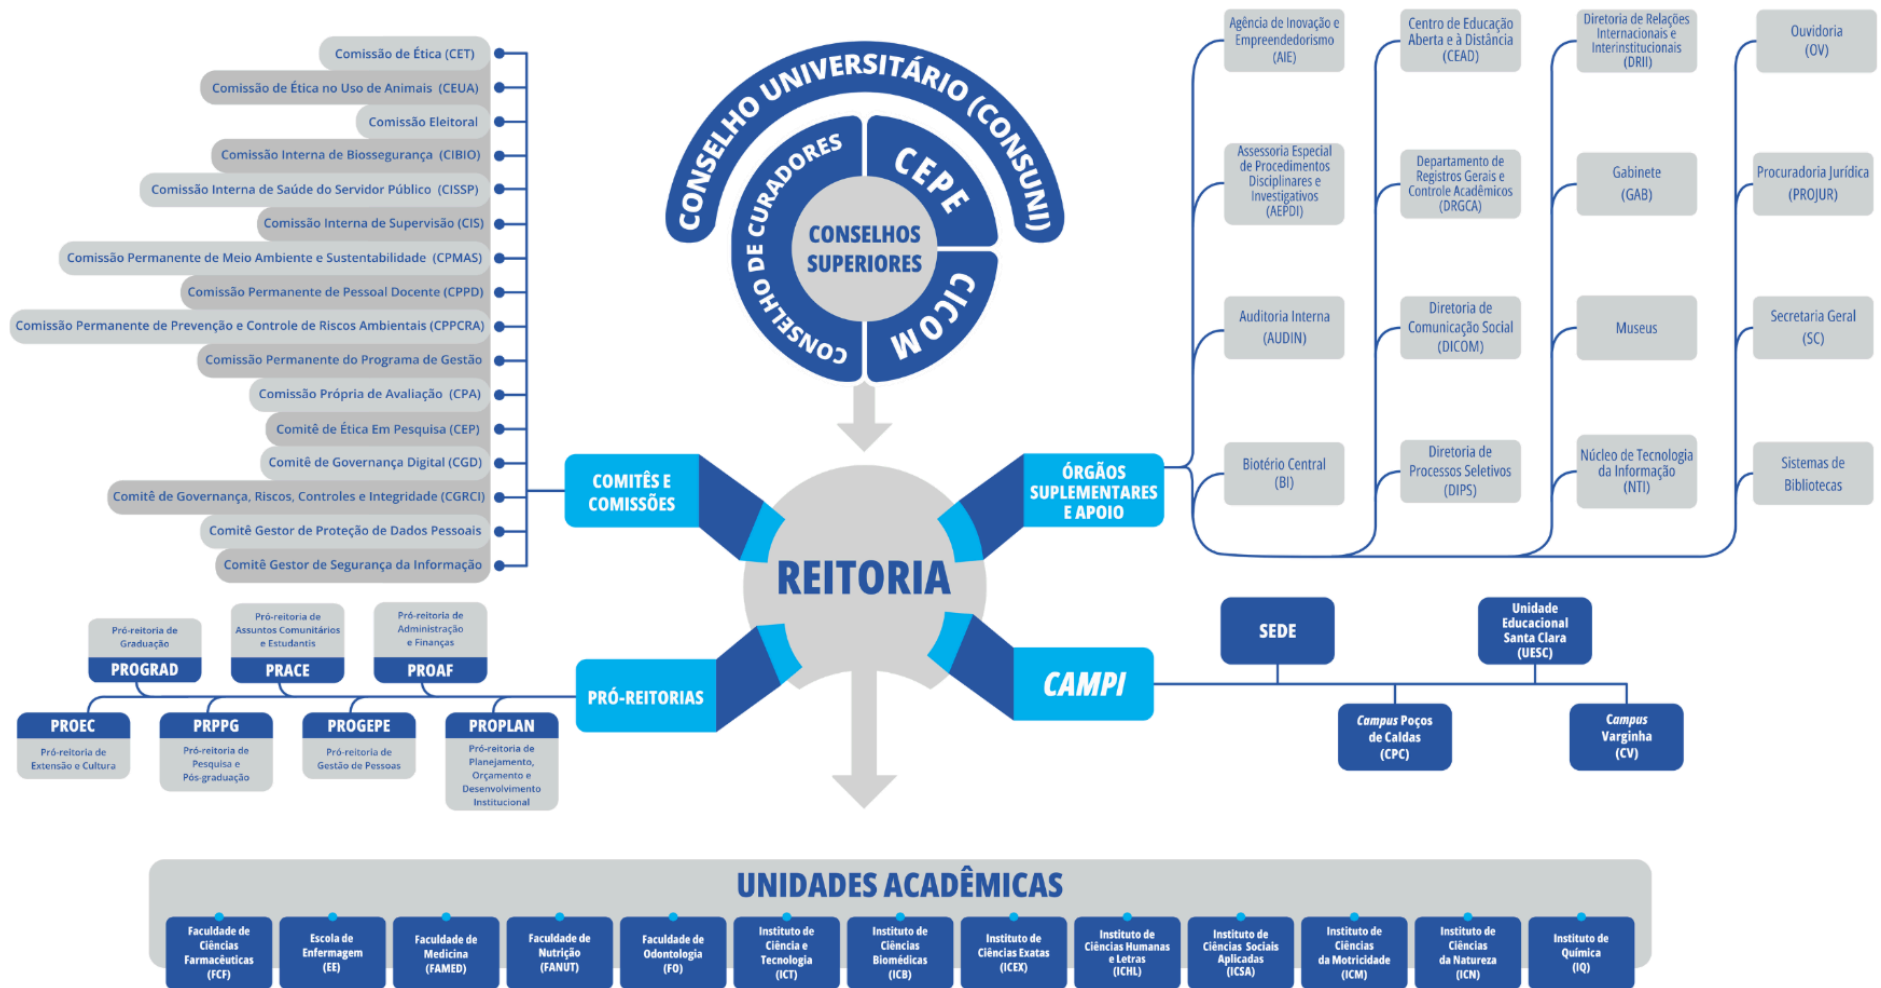 Comissão de Ética (CET)
Comissão de Ética no Uso de Animais (CEUA)
Comissão Eleitoral
Comissão Interna de Biossegurança (CIBIO)
Comissão Interna de Saúde do Servidor Público (CISSP)
Comissão Interna de Supervisão (CIS)
Comissão Permanente de Meio Ambiente e Sustentabilidade (CPMAS)
Comissão Permanente de Pessoal Docente (CPPD)
Comissão Permanente de Prevenção e Controle de Riscos Ambientais (CPPCRA)
Comissão Permanente do Programa de Gestão
Comissão Própria de Avaliação (CPA)
Comitê de Ética Em Pesquisa (CEP)
Comitê de Governança Digital (CGD)
Comitê de Governança, Riscos, Controles e Integridade (CGRCI)
Comitê Gestor de Proteção de Dados Pessoais
Comitê Gestor de Segurança da Informação
COMITÊS E
COMISSÕES
CONSELHO UNIVERSITÁRIO (CONSUNI)
CONSELHO DE CURADORES
CEPE
CICOM
CONSELHOS
SUPERIORES
REITORIA
ÓRGÃOS
SUPLEMENTARES
E APOIO
Agência de Inovação e
Empreendedorismo
(AIE)
Centro de Educação
Aberta e à Distância
(CEAD)
Diretoria de Relações
Internacionais e
Interinstitucionais
(DRII)
Ouvidoria
(OV)
Assessoria Especial
de Procedimentos
Disciplinares e
Investigativos
(AEPDI)
Departamento de
Registros Gerais e
Controle Acadêmicos
(DRGCA)
Gabinete
(GAB)
Procuradoria Jurídica
(PROJUR)
Auditoria Interna
(AUDIN)
Diretoria de
Comunicação Social
(DICOM)
Museus
Secretaria Geral
(SC)
Biotério Central
(BI)
Diretoria de
Processos Seletivos
(DIPS)
Núcleo de Tecnologia
da Informação
(NTI)
Sistemas de
Bibliotecas
PRÓ-REITORIAS
Pró-reitoria de
Graduação
PROGRAD
Pró-reitoria de
Assuntos Comunitários
e Estudantis
PRACE
Pró-reitoria de
Administração
e Finanças
PROAF
PROEC
Pró-reitoria de
Extensão e Cultura
PRPPG
Pró-reitoria de
Pesquisa e
Pós-graduação
PROGEPE
Pró-reitoria de
Gestão de Pessoas
PROPLAN
Pró-reitoria de
Planejamento,
Orçamento e
Desenvolvimento
Institucional
CAMPI
SEDE
Unidade
Educacional
Santa Clara
(UESC)
Campus Poços
de Caldas
(CPC)
Campus
Varginha
(CV)
UNIDADES ACADÊMICAS
Faculdade de
Ciências
Farmacêuticas
(FCF)
Escola de
Enfermagem
(EE)
Faculdade de
Medicina
(FAMED)
Faculdade de
Nutrição
(FANUT)
Faculdade de
Odontologia
(FO)
Instituto de
Ciência e
Tecnologia
(ICT)
Instituto de
Ciências
Biomédicas
(ICB)
Instituto de
Ciências Exatas
(ICEX)
Instituto de
Ciências Humanas
e Letras
(ICHL)
Instituto de
Ciências Sociais
Aplicadas
(ICSA)
Instituto de
Ciências
da Motricidade
(ICM)
Instituto de
Ciências
da Natureza
(ICN)
Instituto de
Química
(IQ)